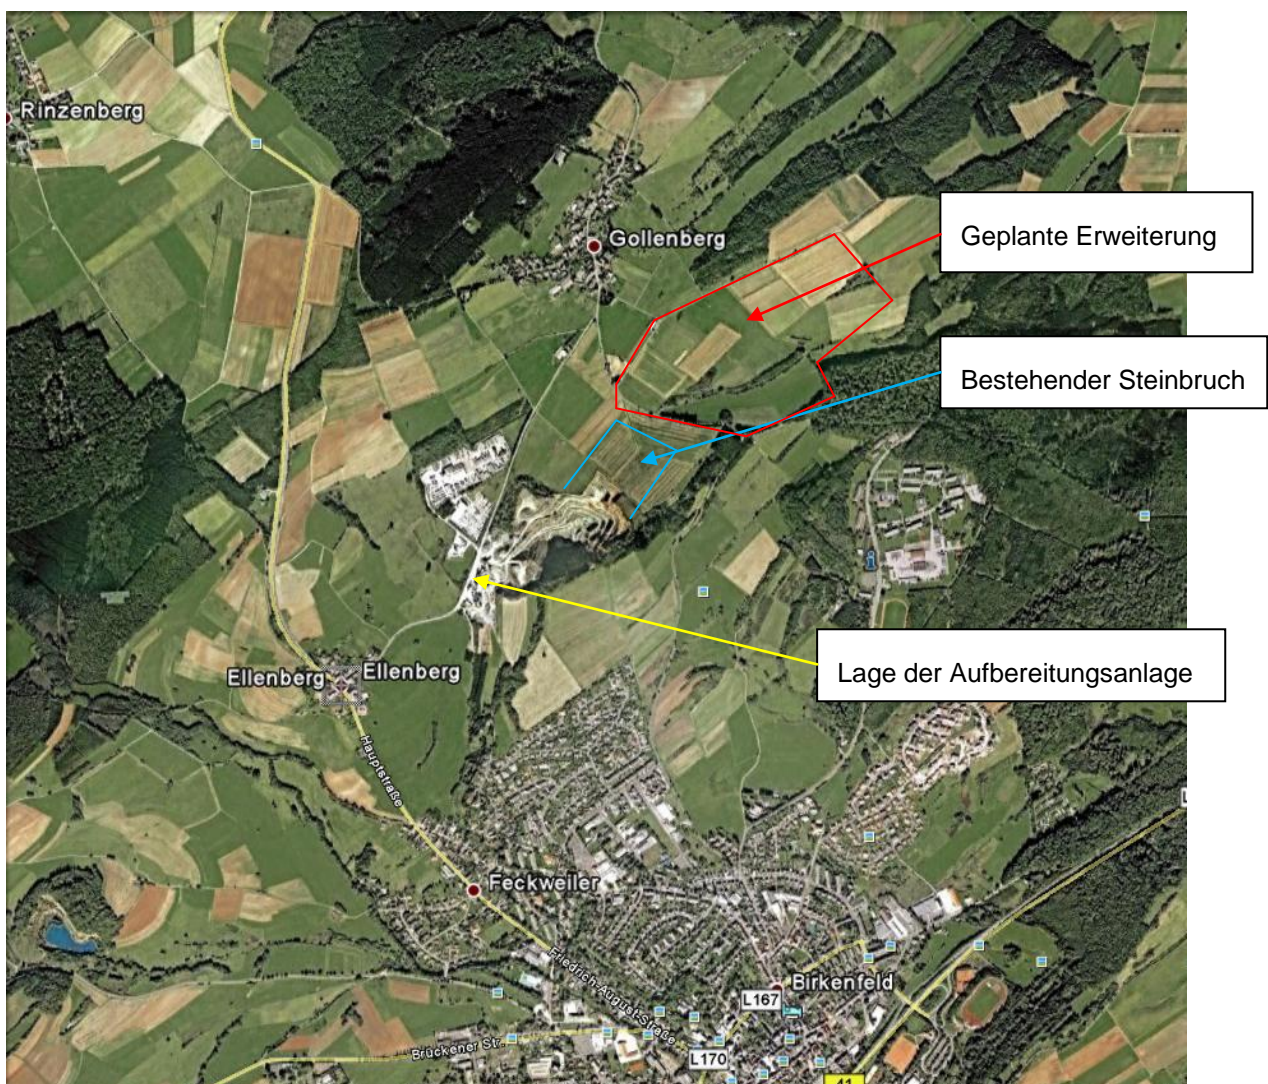 Rinzenberg
Geplante Erweiterung
Gollenberg
Bestehender Steinbruch
Lage der Aufbereitungsanlage
Ellenberg
Ellenberg
Hauptstraße
Feckweiler
Friedrich-August-Straße
Birkenfeld
L167
Brückener Str.
L170
41